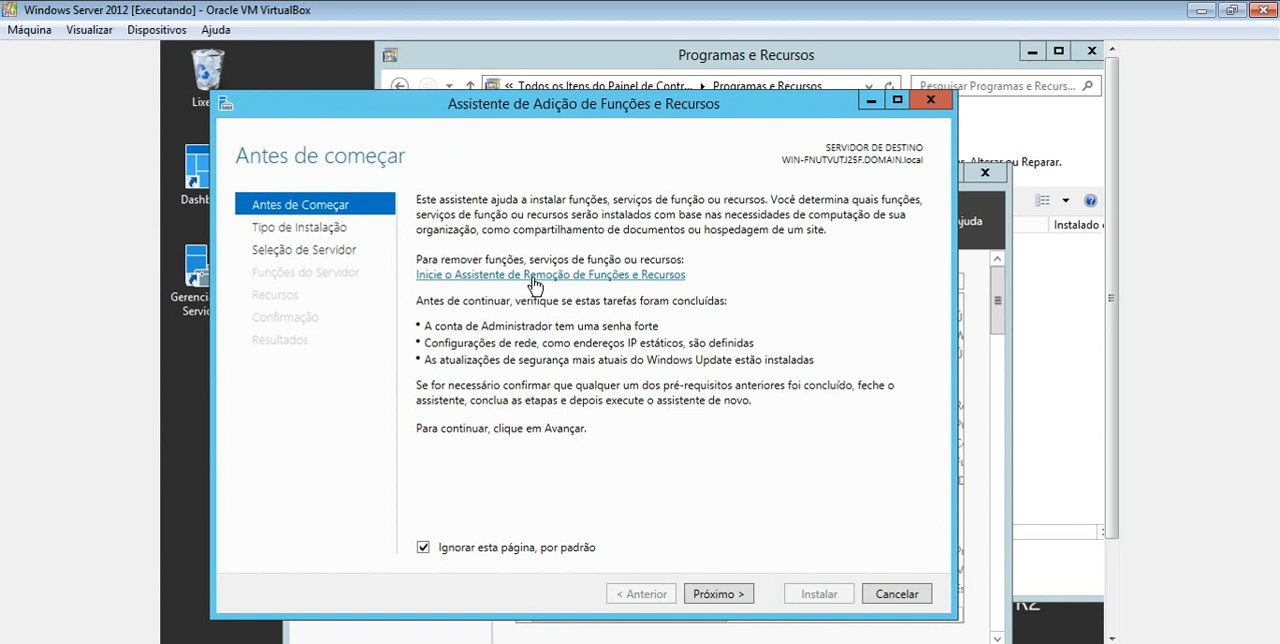 Windows Server 2012 [Executando] - Oracle VM VirtualBox
Máquina Visualizar Dispositivos Ajuda
Programas e Recursos
« Todos os Itens do Painel de Contr... Programas e Recursos
Pesquisar Programas e Recurs...
Assistente de Adição de Funções e Recursos
Antes de começar
SERVIDOR DE DESTINO
WIN-FNUTVUTJ25F.DOMAIN.local
Alterar ou Reparar.
Instalado
Antes de Começar
Tipo de Instalação
Seleção de Servidor
Funções do Servidor
Recursos
Confirmação
Resultados
Este assistente ajuda a instalar funções, serviços de função ou recursos. Você determina quais funções,
serviços de função ou recursos serão instalados com base nas necessidades de computação de sua
organização, como compartilhamento de documentos ou hospedagem de um site.
Para remover funções, serviços de função ou recursos:
Inicie o Assistente de Remoção de Funções e Recursos
Antes de continuar, verifique se estas tarefas foram concluídas:
• A conta de Administrador tem uma senha forte
• Configurações de rede, como endereços IP estáticos, são definidas
• As atualizações de segurança mais atuais do Windows Update estão instaladas
Se for necessário confirmar que qualquer um dos pré-requisitos anteriores foi concluído, feche o
assistente, conclua as etapas e depois execute o assistente de novo.
Para continuar, clique em Avançar.
Ignorar esta página, por padrão
< Anterior Próximo > Instalar Cancelar